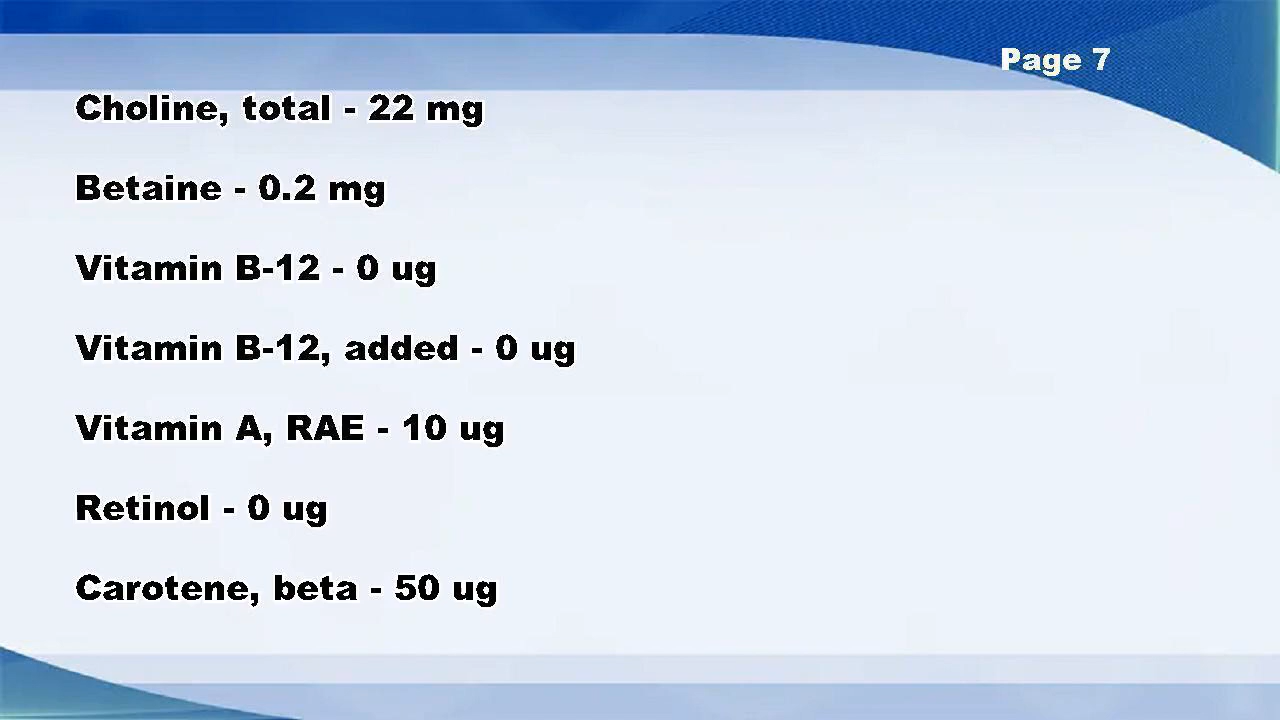 Page 7
Choline, total - 22 mg
Betaine - 0.2 mg
Vitamin B-12 - 0 ug
Vitamin B-12, added - 0 ug
Vitamin A, RAE - 10 ug
Retinol - 0 ug
Carotene, beta - 50 ug